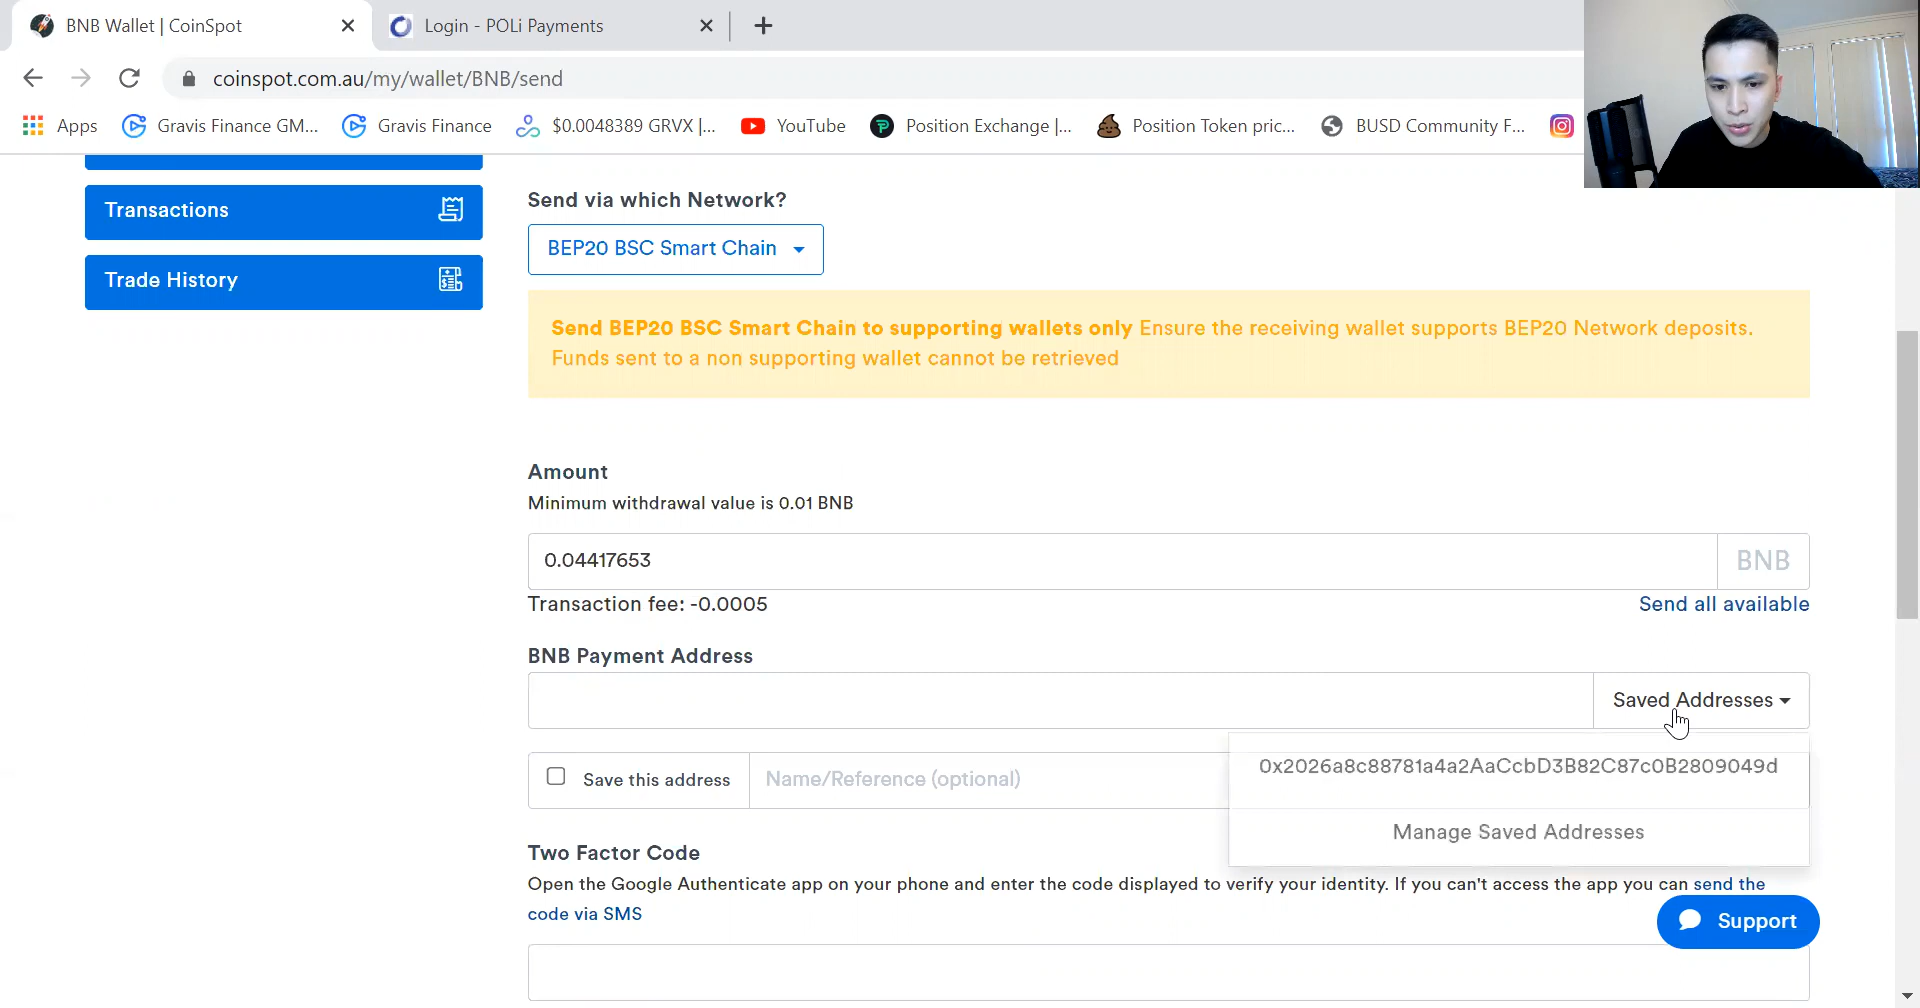 BNB Wallet | CoinSpot
Login - POLi Payments
coinspot.com.au/my/wallet/BNB/send
Apps
Gravis Finance GM...
Gravis Finance
$0.0048389 GRVX |...
YouTube
Position Exchange |...
Position Token pric...
BUSD Community F...
Transactions
Trade History
Send via which Network?
BEP20 BSC Smart Chain
Send BEP20 BSC Smart Chain to supporting wallets only Ensure the receiving wallet supports BEP20 Network deposits.
Funds sent to a non supporting wallet cannot be retrieved
Amount
Minimum withdrawal value is 0.01 BNB
0.04417653
BNB
Transaction fee: -0.0005
Send all available
BNB Payment Address
Saved Addresses
0x2026a8c88781a4a2AaCcbD3B82C87c0B2809049d
Save this address
Name/Reference (optional)
Manage Saved Addresses
Two Factor Code
Open the Google Authenticate app on your phone and enter the code displayed to verify your identity. If you can't access the app you can send the
code via SMS
Support